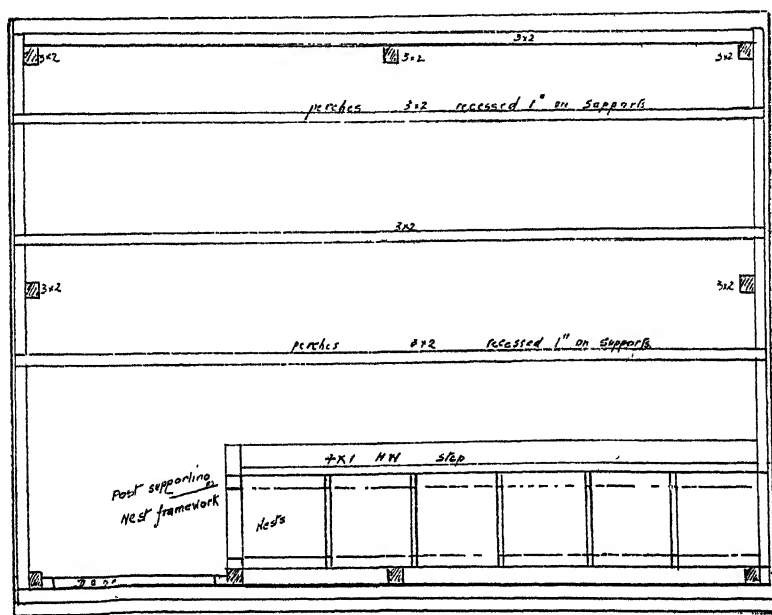 3x2
3x2
3x2
3x2
perches 3x2 recessed 1" on supports
3x2
3x2
3x2
perches 3x2 recessed 1" on supports
4x1 HW step
Post supporting
Nest framework
Nests
Door